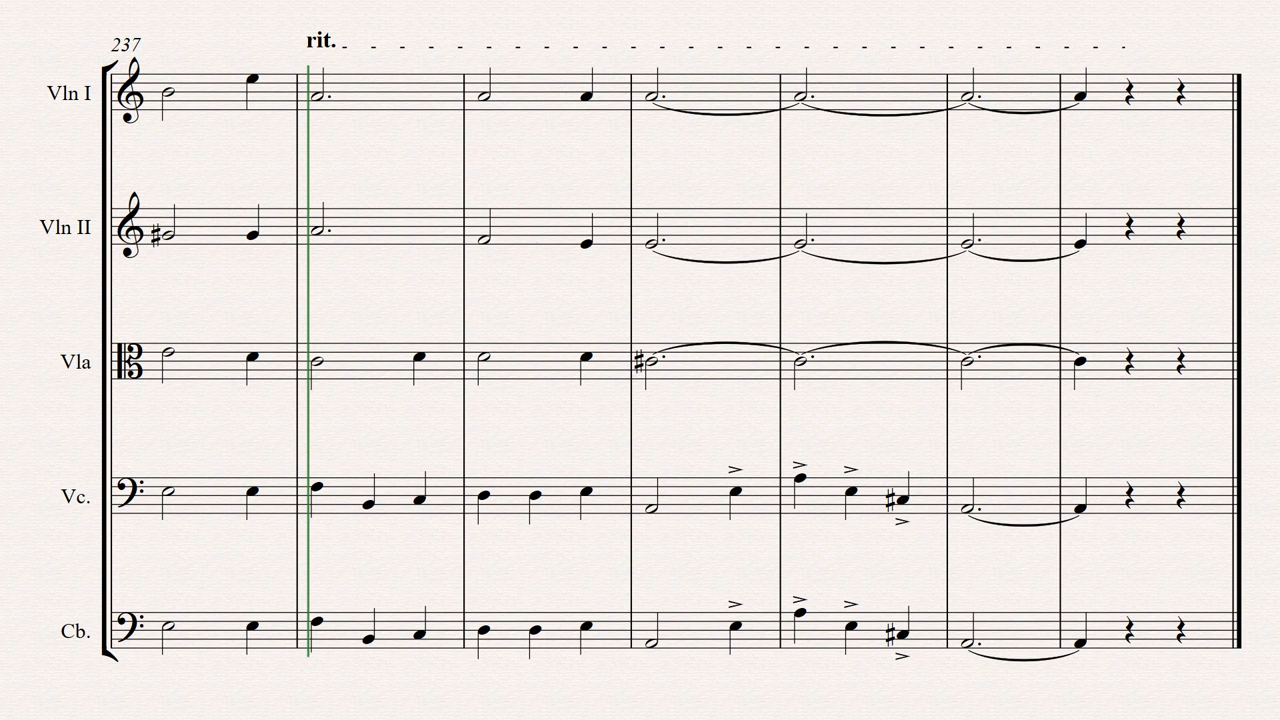 237
rit.
Vln I
Vln II
Vla
Vc.
Cb.